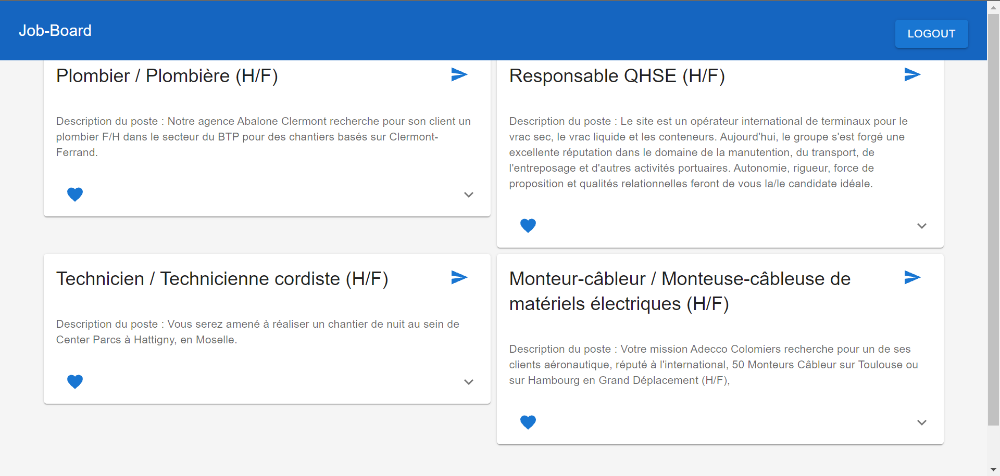 Job-Board
LOGOUT
Plombier / Plombière (H/F)
Description du poste : Notre agence Abalone Clermont recherche pour son client un
plombier F/H dans le secteur du BTP pour des chantiers basés sur Clermont-
Ferrand.
Responsable QHSE (H/F)
Description du poste : Le site est un opérateur international de terminaux pour le
vrac sec, le vrac liquide et les conteneurs. Aujourd'hui, le groupe s'est forgé une
excellente réputation dans le domaine de la manutention, du transport, de
l'entreposage et d'autres activités portuaires. Autonomie, rigueur, force de
proposition et qualités relationnelles feront de vous la/le candidate idéale.
Technicien / Technicienne cordiste (H/F)
Description du poste : Vous serez amené à réaliser un chantier de nuit au sein de
Center Parcs à Hattigny, en Moselle.
Monteur-câbleur / Monteuse-câbleuse de
matériels électriques (H/F)
Description du poste : Votre mission Adecco Colomiers recherche pour un de ses
clients aéronautique, réputé à l'international, 50 Monteurs Câbleur sur Toulouse ou
sur Hambourg en Grand Déplacement (H/F),